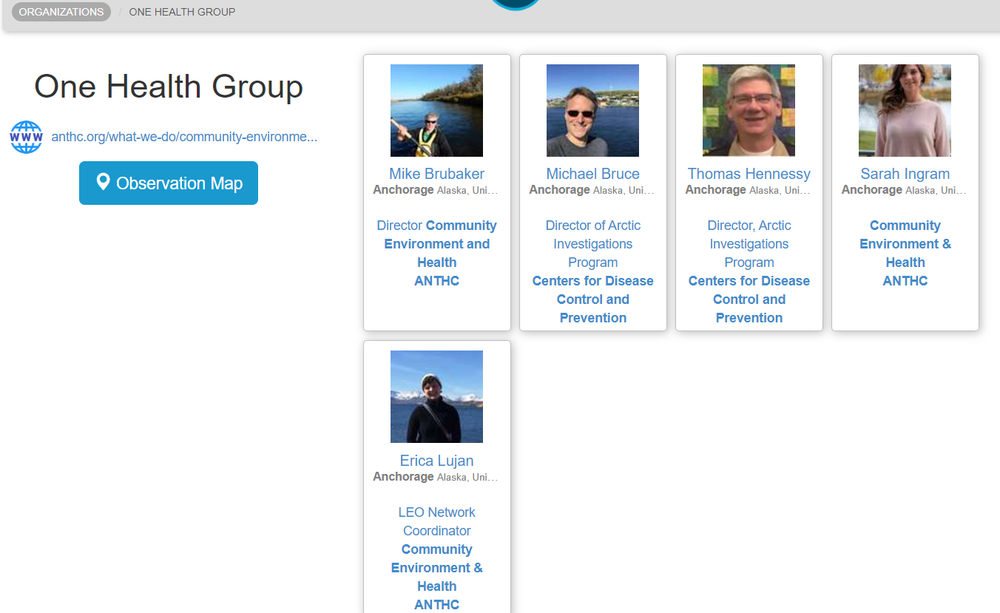 ORGANIZATIONS / ONE HEALTH GROUP
One Health Group
WWW anthc.org/what-we-do/community-environme...
Observation Map
Mike Brubaker
Anchorage Alaska, Uni...
Director Community
Environment and
Health
ANTHC
Michael Bruce
Anchorage Alaska, Uni...
Director of Arctic
Investigations
Program
Centers for Disease
Control and
Prevention
Thomas Hennessy
Anchorage Alaska, Uni...
Director, Arctic
Investigations
Program
Centers for Disease
Control and
Prevention
Sarah Ingram
Anchorage Alaska, Uni...
Community
Environment &
Health
ANTHC
Erica Lujan
Anchorage Alaska, Uni...
LEO Network
Coordinator
Community
Environment &
Health
ANTHC